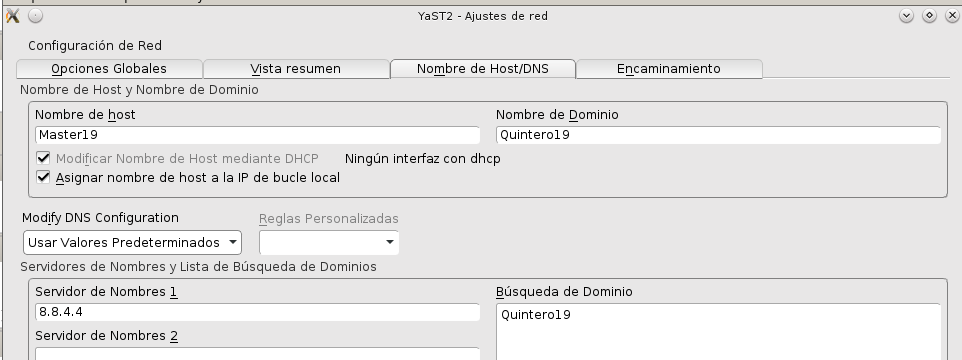 YaST2 - Ajustes de red
Configuración de Red
Opciones Globales Vista resumen Nombre de Host/DNS Encaminamiento
Nombre de Host y Nombre de Dominio
Nombre de host Nombre de Dominio
Master19 Quintero19
Modificar Nombre de Host mediante DHCP Ningún interfaz con dhcp
Asignar nombre de host a la IP de bucle local
Modify DNS Configuration Reglas Personalizadas
Usar Valores Predeterminados
Servidores de Nombres y Lista de Búsqueda de Dominios
Servidor de Nombres 1 Búsqueda de Dominio
8.8.4.4 Quintero19
Servidor de Nombres 2